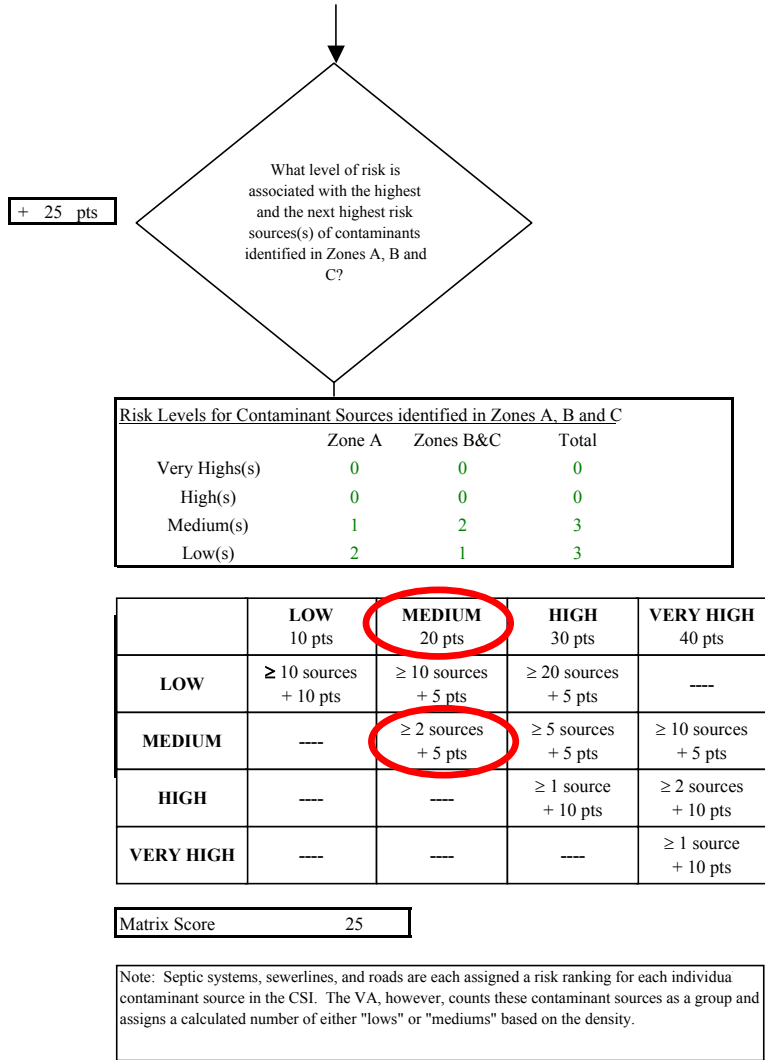 What level of risk is
associated with the highest
and the next highest risk
sources(s) of contaminants
identified in Zones A, B and
C?
+ 25 pts
Risk Levels for Contaminant Sources identified in Zones A, B and C
Zone A Zones B&C Total
Very Highs(s) 0 0 0
High(s) 0 0 0
Medium(s) 1 2 3
Low(s) 2 1 3
LOW MEDIUM HIGH VERY HIGH
10 pts 20 pts 30 pts 40 pts
LOW ≥ 10 sources ≥ 10 sources ≥ 20 sources ----
+ 10 pts + 5 pts + 5 pts
MEDIUM ---- ≥ 2 sources ≥ 5 sources ≥ 10 sources
+ 5 pts + 5 pts + 5 pts
HIGH ---- ---- ≥ 1 source ≥ 2 sources
+ 10 pts + 10 pts
VERY HIGH ---- ---- ---- ≥ 1 source
+ 10 pts
Matrix Score 25
Note: Septic systems, sewerlines, and roads are each assigned a risk ranking for each individua
contaminant source in the CSI. The VA, however, counts these contaminant sources as a group and
assigns a calculated number of either "lows" or "mediums" based on the density.